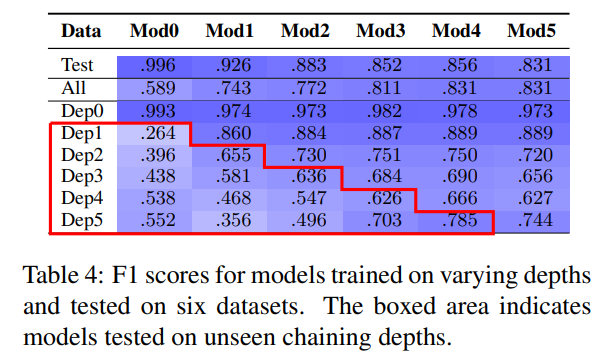 Data Mod0 Mod1 Mod2 Mod3 Mod4 Mod5
Test .996 .926 .883 .852 .856 .831
All .589 .743 .772 .811 .831 .831
Dep0 .993 .974 .973 .982 .978 .973
Dep1 .264 .860 .884 .887 .889 .889
Dep2 .396 .655 .730 .751 .750 .720
Dep3 .438 .581 .636 .684 .690 .656
Dep4 .538 .468 .547 .626 .666 .627
Dep5 .552 .356 .496 .703 .785 .744
Table 4: F1 scores for models trained on varying depths
and tested on six datasets. The boxed area indicates
models tested on unseen chaining depths.